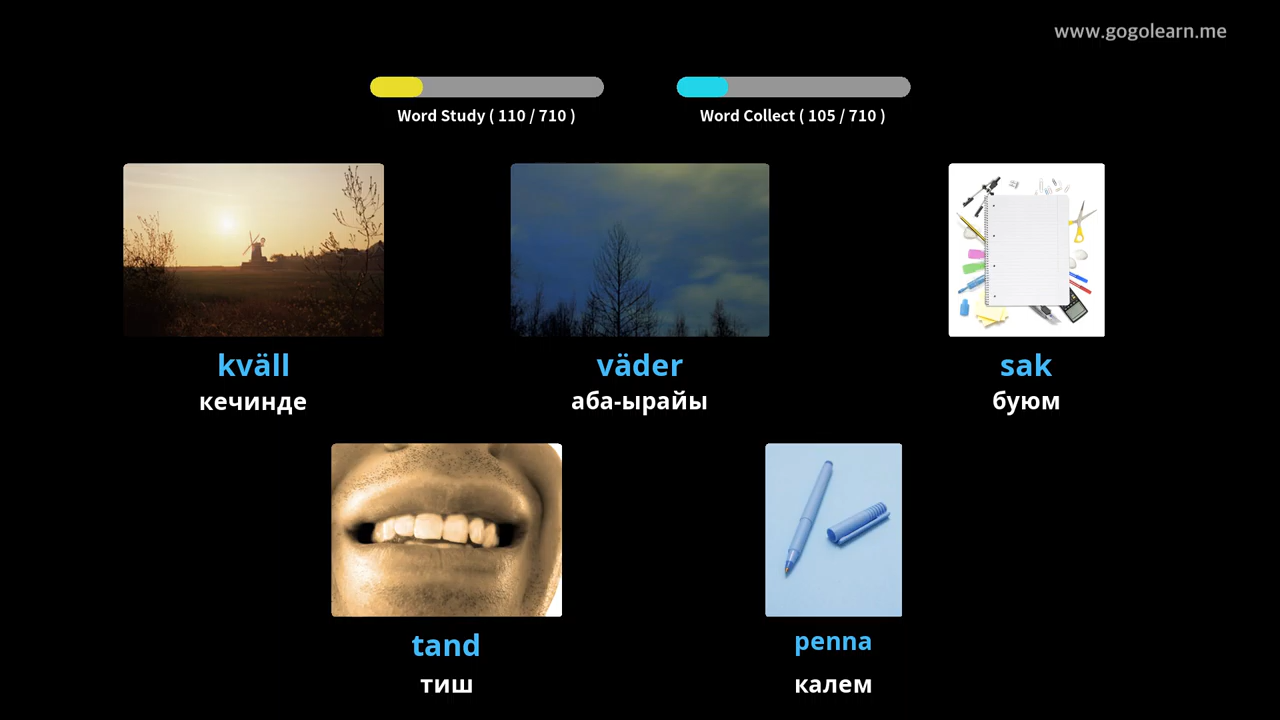 www.gogolearn.me
Word Study ( 110 / 710 )
Word Collect ( 105 / 710 )
kväll
кечинде
väder
аба-ырайы
sak
буюм
tand
тиш
penna
калем